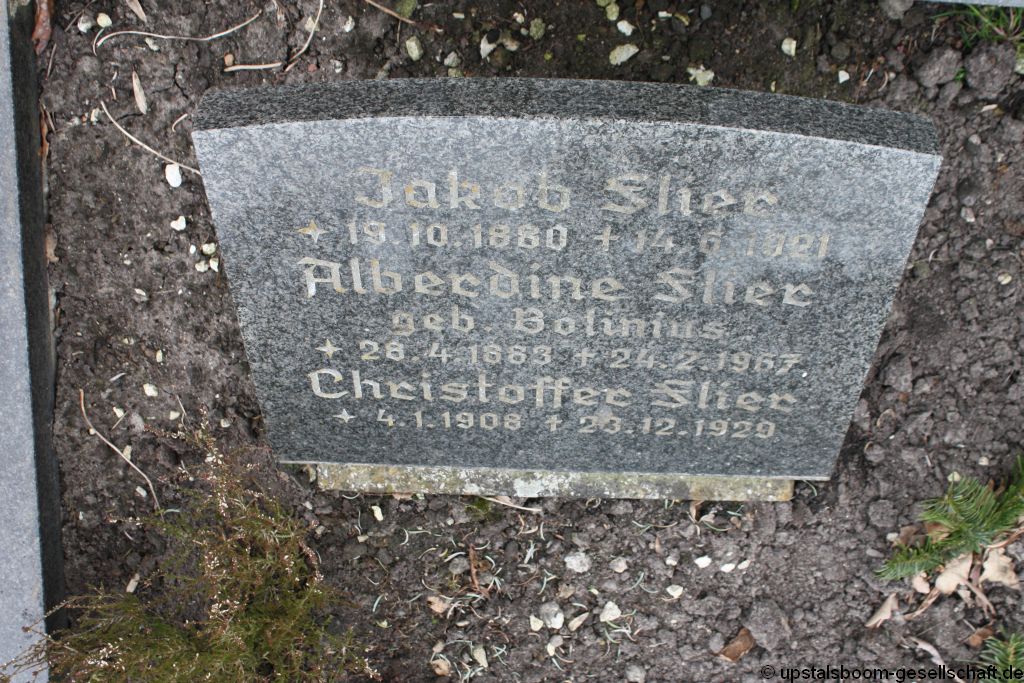 Jakob Slier
19.10.1880 + 14.6.1921
Alberdine Slier
geb. Bolinius
28.4.1883 + 24.2.1967
Christoffer Slier
4.1.1908 + 23.12.1929
© upstalsboom-gesellschaft.de